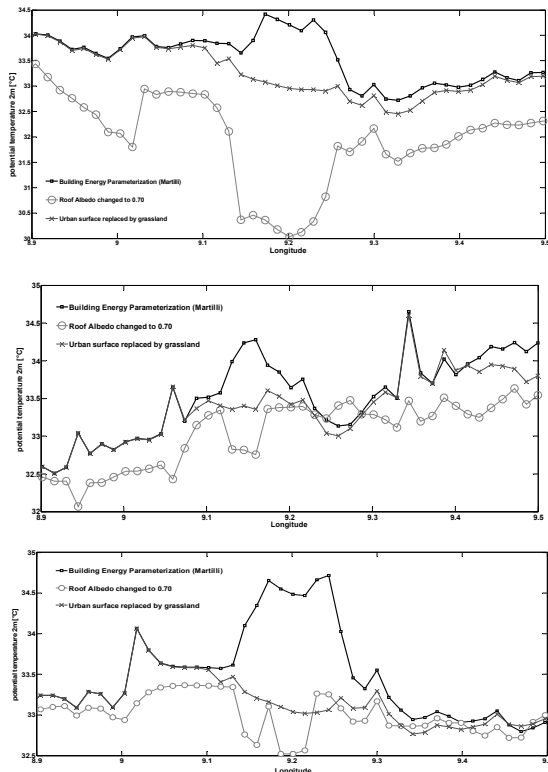 34.5
34
33.5
33
32.5
32
31.5
31
30.5
30
potential temperature 2m [°C]
Building Energy Parameterization (Martilli)
Roof Albedo changed to 0.70
Urban surface replaced by grassland
8.9 9 9.1 9.2 9.3 9.4 9.5
Longitude
35
34.5
34
33.5
33
32.5
32
potential temperature 2m [°C]
Building Energy Parameterization (Martilli)
Roof Albedo changed to 0.70
Urban surface replaced by grassland
8.9 9 9.1 9.2 9.3 9.4 9.5
Longitude
35
34.5
34
33.5
33
32.5
potential temperature 2m [°C]
Building Energy Parameterization (Martilli)
Roof Albedo changed to 0.70
Urban surface replaced by grassland
8.9 9 9.1 9.2 9.3 9.4 9.5
Longitude